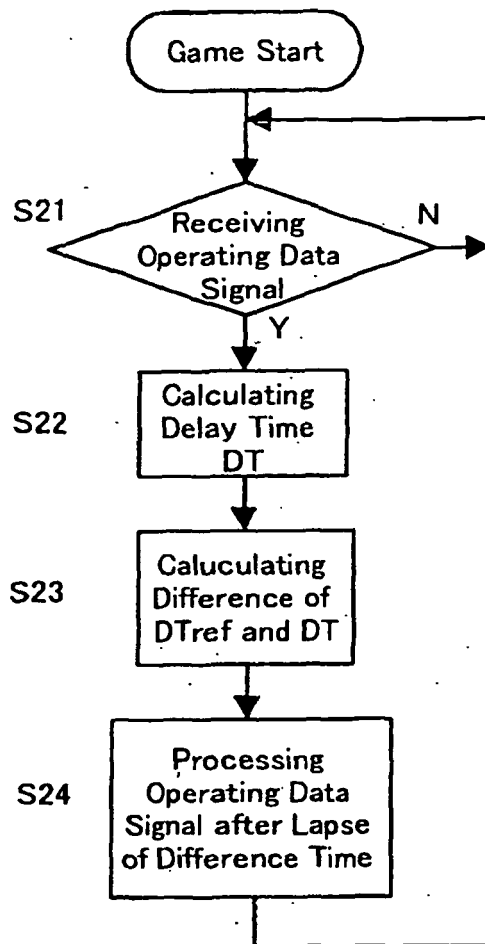 Game Start
S21
Receiving
Operating Data
Signal
N
Y
S22
Calculating
Delay Time
DT
S23
Caluculating
Difference of
DTref and DT
S24
Processing
Operating Data
Signal after Lapse
of Difference Time